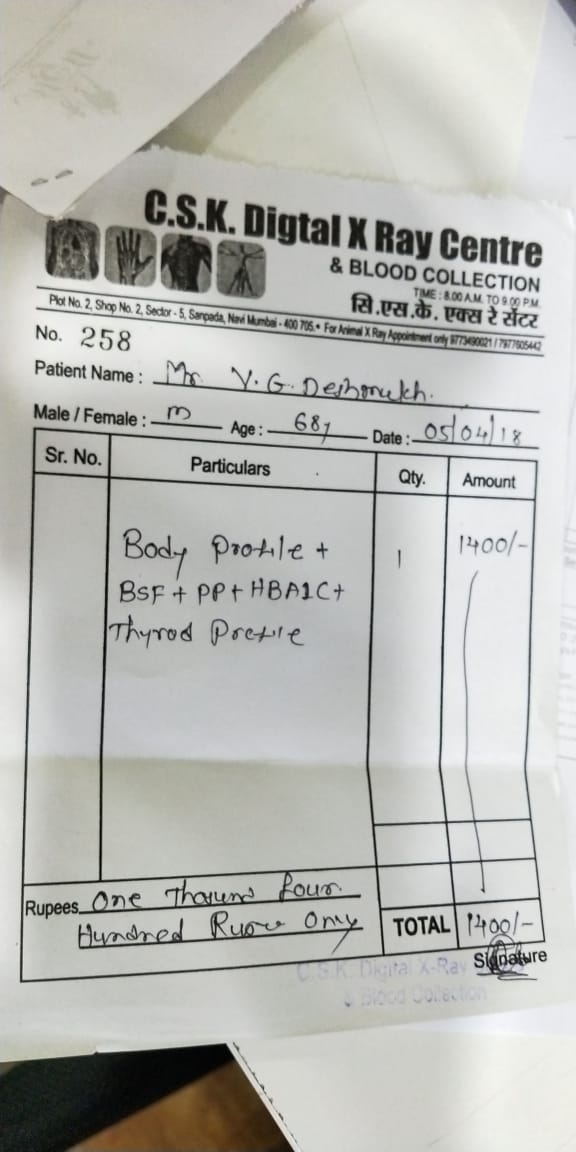 C.S.K. Digtal X Ray Centre
& BLOOD COLLECTION
TIME : 8.00 A.M. TO 9.00 P.M.
सि.एस.के. एक्स रे सेंटर
Plot No. 2, Shop No. 2, Sector - 5, Sanpada, Navi Mumbai - 400 705. • For Animal X Ray Appointment only 9773490021 / 7977605442
No. 258
Patient Name : Mr V. G. Deshmukh.
Male / Female : m Age : 68y Date : 05/04/18
Sr. No. Particulars Qty. Amount
Body Profile + 1 1400/-
BSF + PP + HBA1C +
Thyrod Profile
Rupees One Thousand four
Hundred Rupee Only TOTAL 1400/-
Signature
C.S.K. Digital X-Ray
& Blood Collection